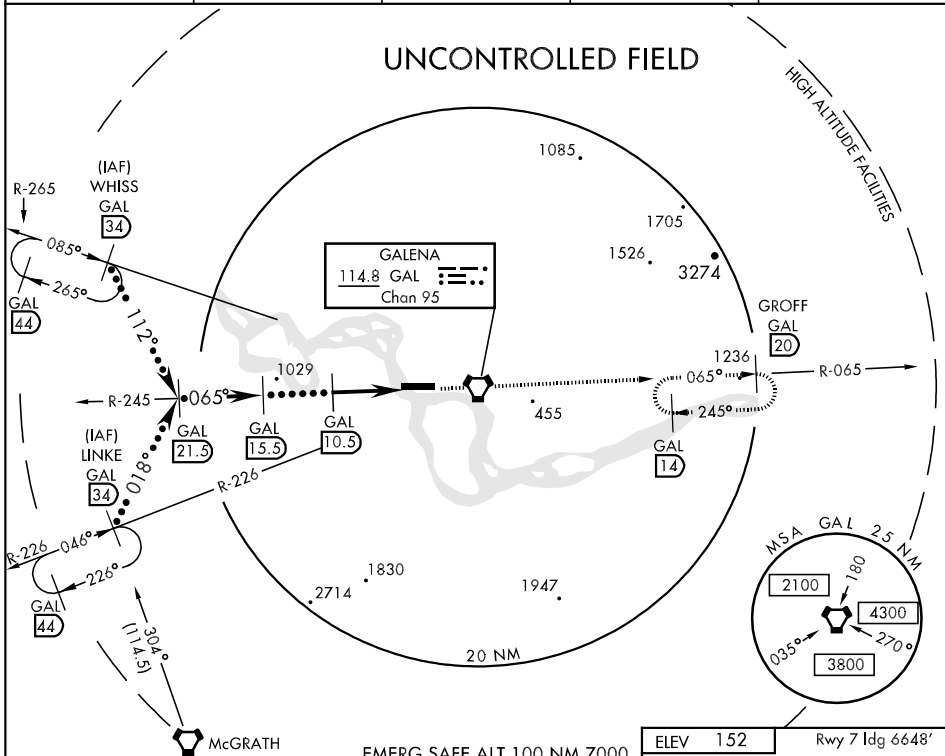 UNCONTROLLED FIELD
HIGH ALTITUDE FACILITIES
1085
1705
1526
3274
(IAF)
WHISS
GAL
34
R-265
085°
265°
GAL
44
112°
GALENA
114.8 GAL
Chan 95
GROFF
GAL
20
1236
065°
R-065
245°
GAL
14
1029
R-245
065°
GAL
21.5
GAL
15.5
GAL
10.5
455
(IAF)
LINKE
GAL
34
018°
R-226
R-226
046°
226°
GAL
44
1830
2714
1947
20 NM
304°
(114.5)
McGRATH
MSA GAL 25 NM
180
2100
4300
035°
270°
3800
EMERG SAFE ALT 100 NM 7000
ELEV 152
Rwy 7 ldg 6648'